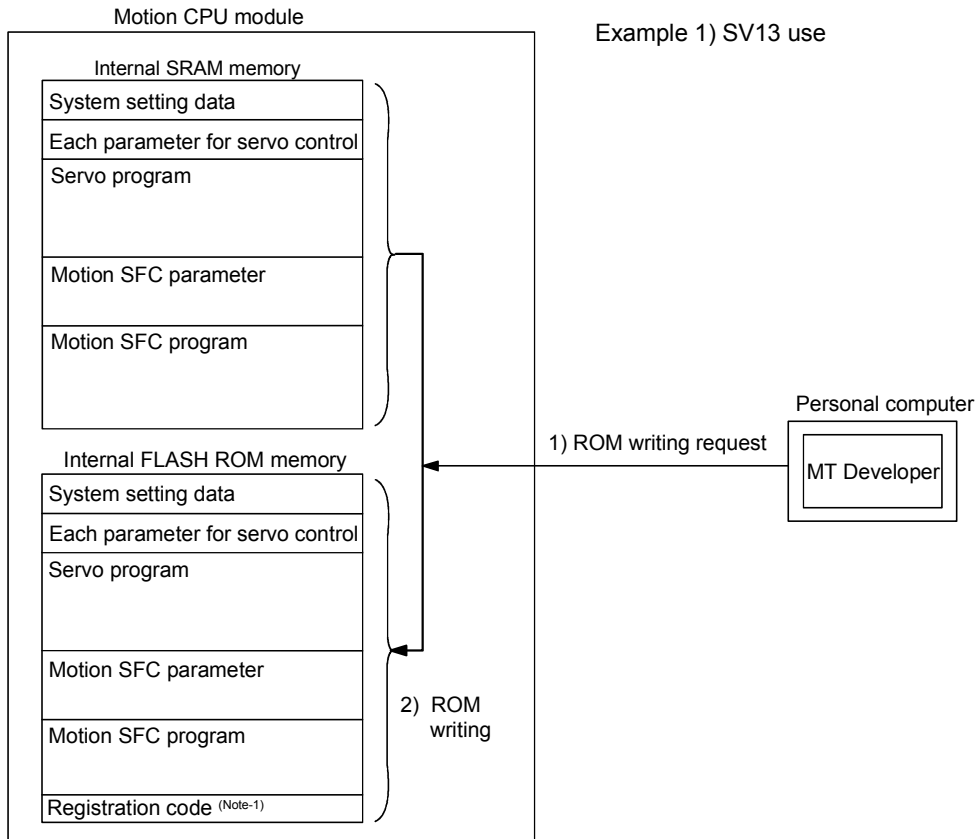 Motion CPU module
Example 1) SV13 use
Internal SRAM memory
System setting data
Each parameter for servo control
Servo program
Motion SFC parameter
Motion SFC program
Personal computer
1) ROM writing request
MT Developer
Internal FLASH ROM memory
System setting data
Each parameter for servo control
Servo program
Motion SFC parameter
2) ROM
writing
Motion SFC program
Registration code (Note-1)